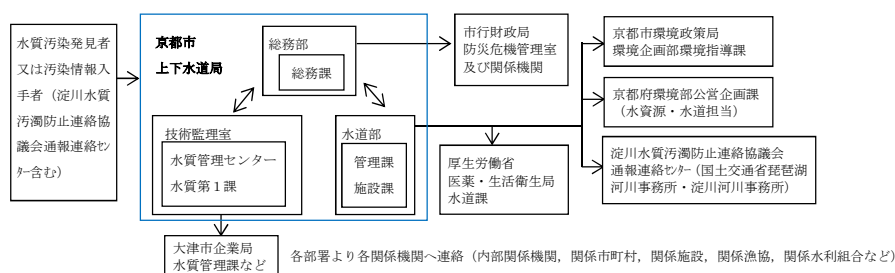 水質汚染発見者
又は汚染情報入
手者（淀川水質
汚濁防止連絡協
議会通報連絡ｾﾝ
ﾀｰ含む）
京都市
上下水道局
総務部
総務課
技術監理室
水質管理センター
水質第１課
水道部
管理課
施設課
市行財政局
防災危機管理室
及び関係機関
厚生労働省
医薬・生活衛生局
水道課
京都市環境政策局
環境企画部環境指導課
京都府環境部公営企画課
（水資源・水道担当）
淀川水質汚濁防止連絡協議会
通報連絡ｾﾝﾀｰ（国土交通省琵琶湖
河川事務所・淀川河川事務所）
大津市企業局
水質管理課など
各部署より各関係機関へ連絡（内部関係機関，関係市町村，関係施設，関係漁協，関係水利組合など）